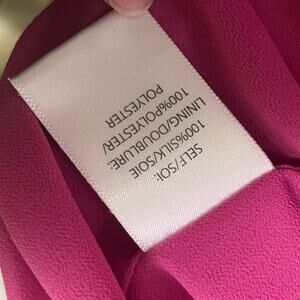 SELF/SOI:
100%SILK/SOIE
LINING/DOUBLURE
100%POLYESTER/
POLYESTER